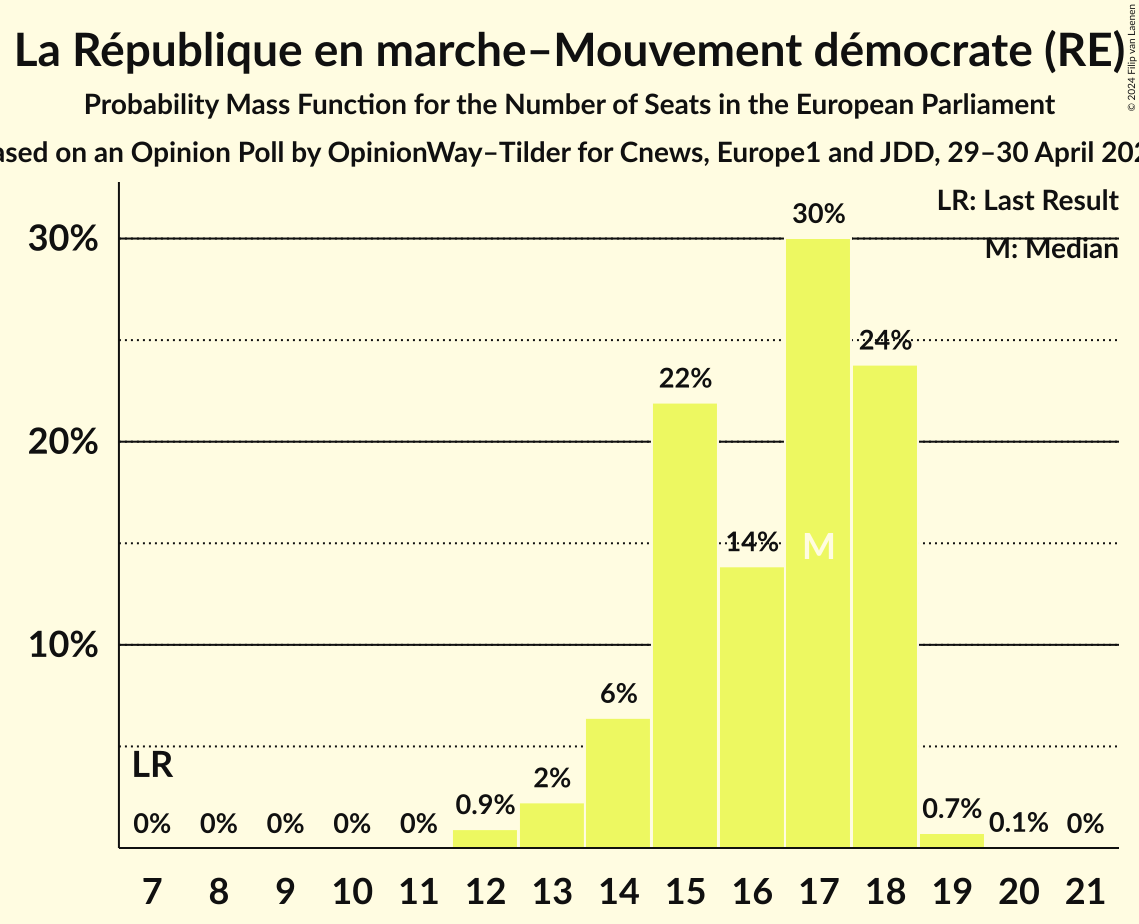 La République en marche–Mouvement démocrate (RE)
© 2024 Filip van Laenen
Probability Mass Function for the Number of Seats in the European Parliament
on an Opinion Poll by OpinionWay–Tilder for Cnews, Europe1 and JDD, 29–30 April
LR: Last Result
M: Median
30%
20%
10%
30%
24%
22%
14%
M
6%
LR
2%
0%
0%
0%
0%
0%
0.9%
0.7%
0.1%
0%
7 8 9 10 11 12 13 14 15 16 17 18 19 20 21